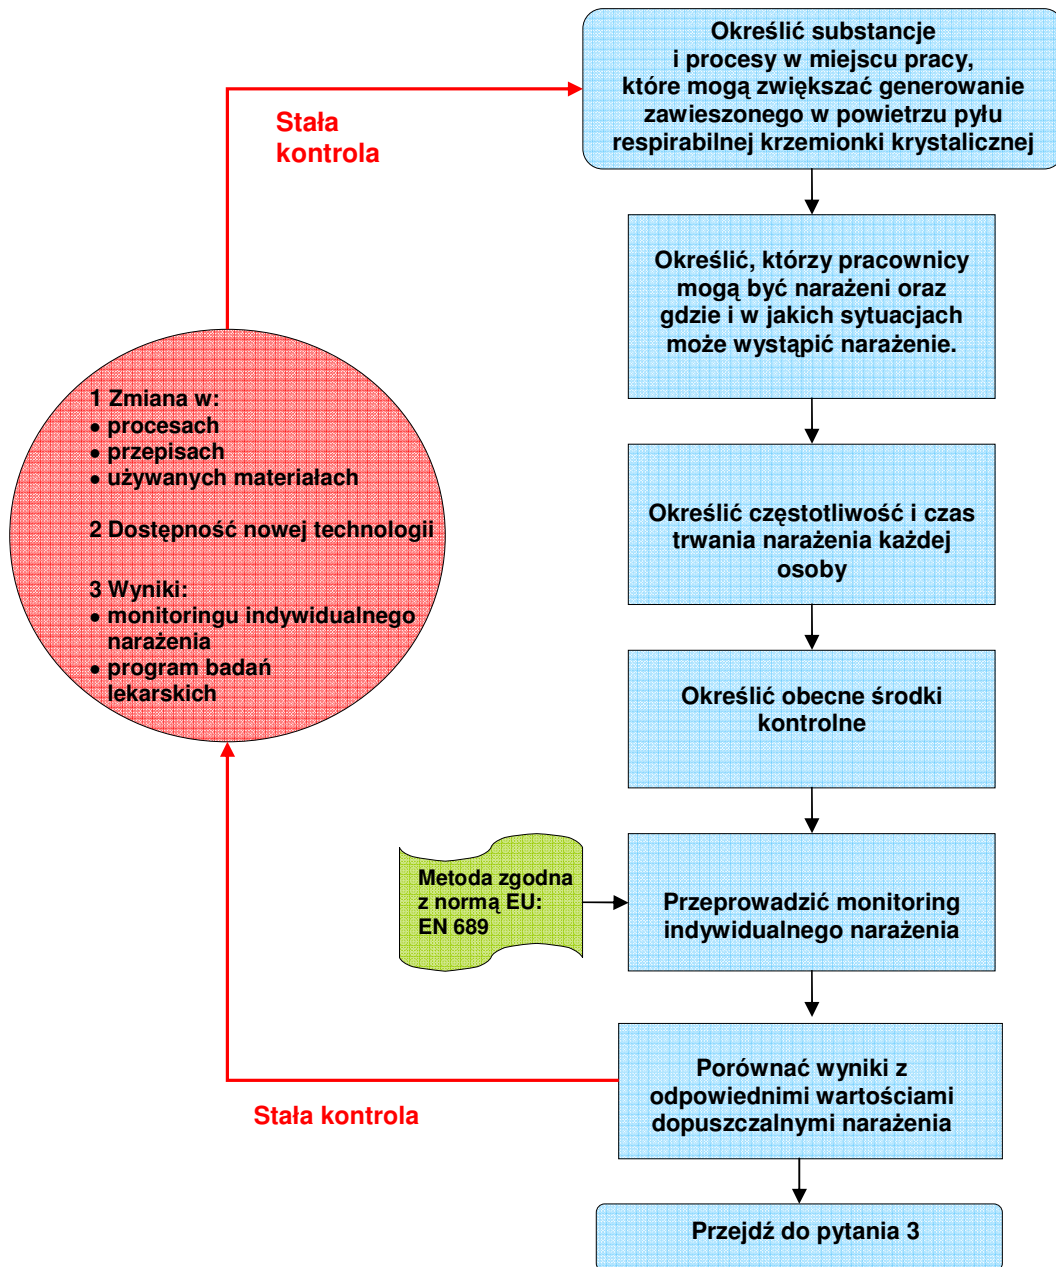 Określić substancje
i procesy w miejscu pracy,
które mogą zwiększać generowanie
zawieszonego w powietrzu pyłu
respirabilnej krzemionki krystalicznej
Stała
kontrola
Określić, którzy pracownicy
mogą być narażeni oraz
gdzie i w jakich sytuacjach
może wystąpić narażenie.
1 Zmiana w:
• procesach
• przepisach
• używanych materiałach
2 Dostępność nowej technologii
3 Wyniki:
• monitoringu indywidualnego
narażenia
• program badań
lekarskich
Określić częstotliwość i czas
trwania narażenia każdej
osoby
Określić obecne środki
kontrolne
Metoda zgodna
z normą EU:
EN 689
Przeprowadzić monitoring
indywidualnego narażenia
Porównać wyniki z
odpowiednimi wartościami
dopuszczalnymi narażenia
Stała kontrola
Przejdź do pytania 3